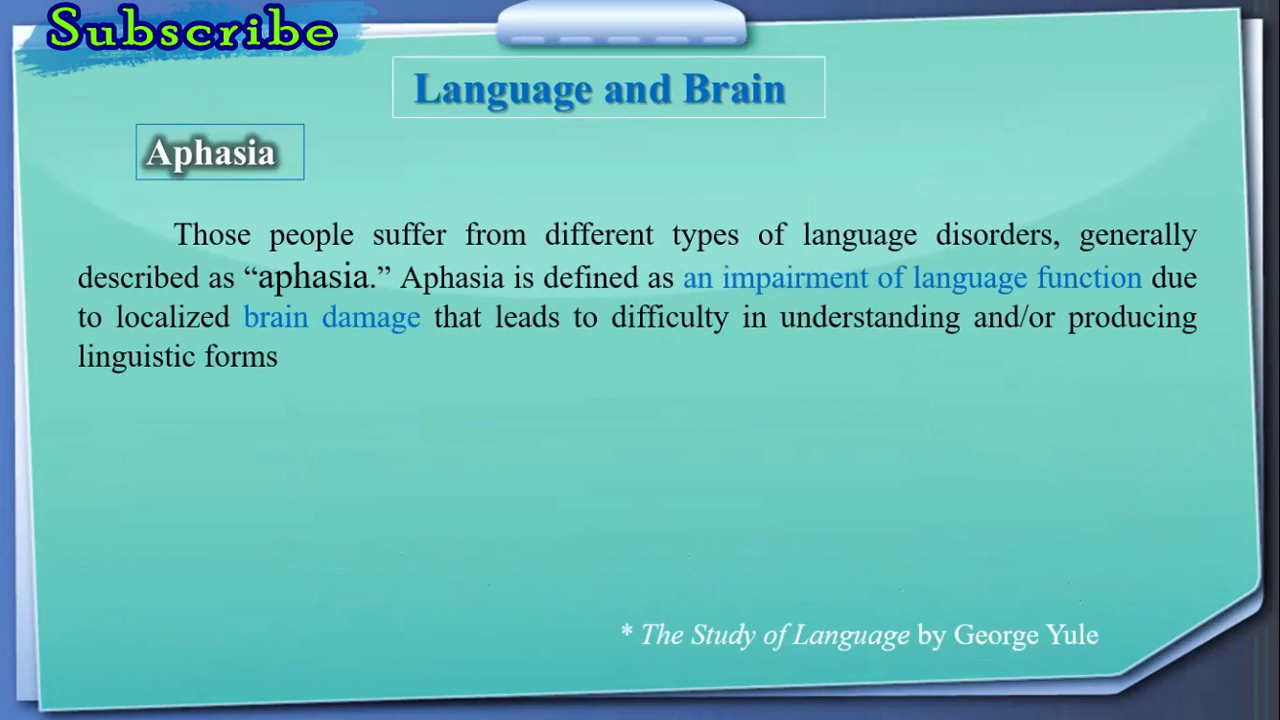 Subscribe
Language and Brain
Aphasia
Those people suffer from different types of language disorders, generally
described as “aphasia.” Aphasia is defined as an impairment of language function due
to localized brain damage that leads to difficulty in understanding and/or producing
linguistic forms
* The Study of Language by George Yule